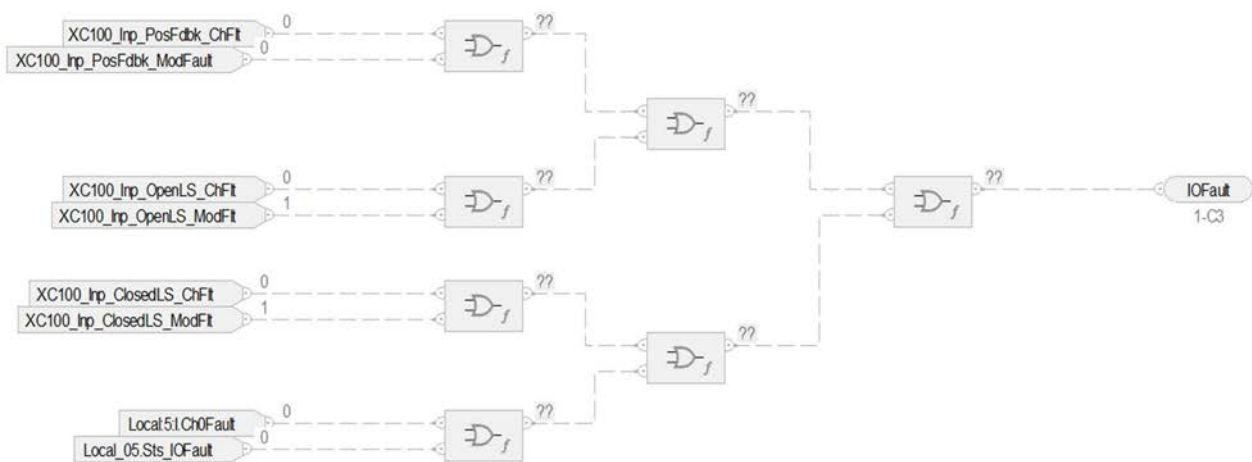 XC100_Inp_PosFdbk_ChFlt 0 ??
XC100_Inp_PosFdbk_ModFault 0
f
??
f
XC100_Inp_OpenLS_ChFlt 0 ??
XC100_Inp_OpenLS_ModFlt 1
f
?? IOFault
f
1-C3
XC100_Inp_ClosedLS_ChFlt 0 ??
XC100_Inp_ClosedLS_ModFlt 1
f
??
f
Local:5:I.Ch0Fault 0 ??
Local_05.Sts_IOFault 0
f